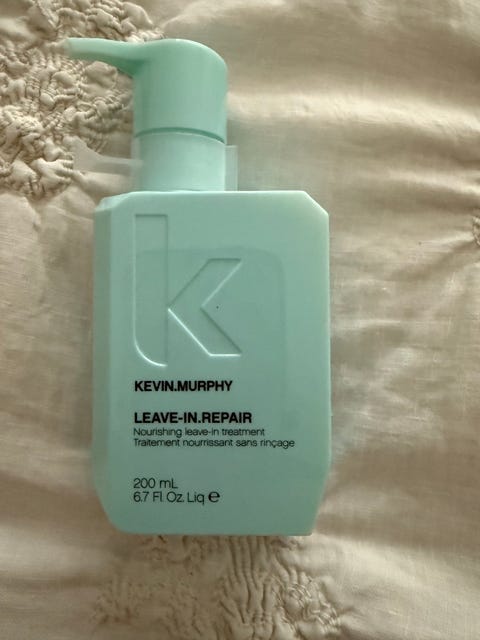 k
KEVIN.MURPHY
LEAVE-IN.REPAIR
Nourishing leave-in treatment
Traitement nourrissant sans rinçage
200 mL
6.7 Fl. Oz. Liq ℮